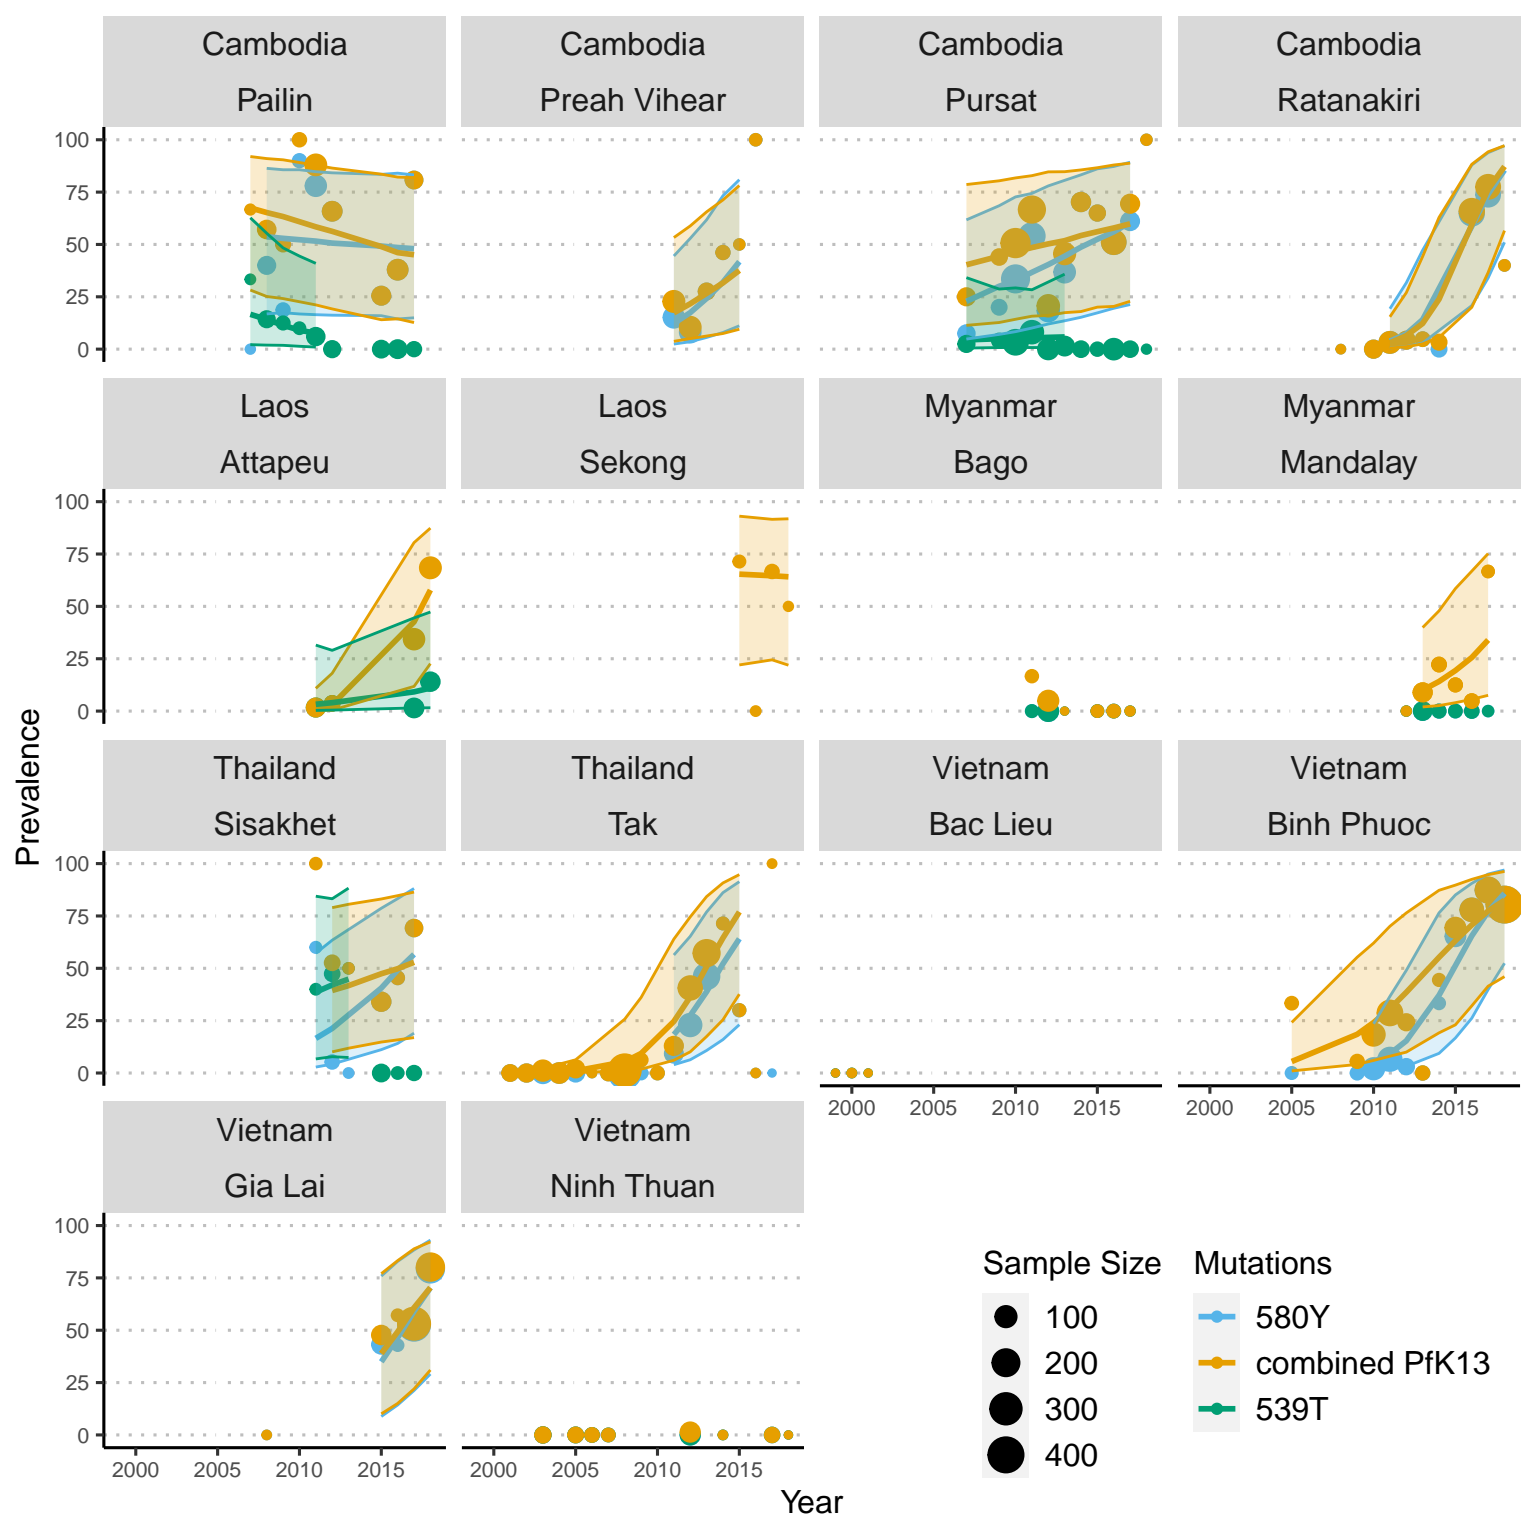 Cambodia
Pailin
Cambodia
Preah Vihear
Cambodia
Pursat
Cambodia
Ratanakiri
100
75
50
25
0
Laos
Attapeu
Laos
Sekong
Myanmar
Bago
Myanmar
Mandalay
100
75
50
25
0
Prevalence
Thailand
Sisakhet
Thailand
Tak
Vietnam
Bac Lieu
Vietnam
Binh Phuoc
100
75
50
25
0
2000 2005 2010 2015
2000 2005 2010 2015
Vietnam
Gia Lai
Vietnam
Ninh Thuan
100
75
50
25
0
2000 2005 2010 2015
2000 2005 2010 2015
Year
Sample Size
100
200
300
400
Mutations
580Y
combined PfK13
539T